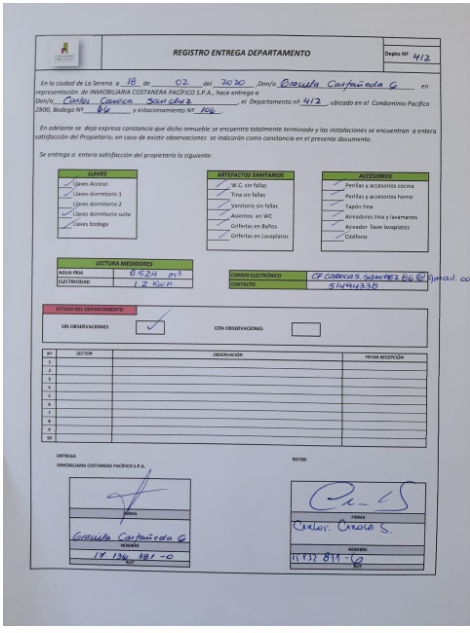 REGISTRO ENTREGA DEPARTAMENTO
Depto Nº 412
En la ciudad de La Serena a 18 de 02 del 2020, Don/a Graciela Castañeda G en
representación de INMOBILIARIA COSTANERA PACÍFICO S.P.A., hace entrega a
Don/a Carlos Caroca Sanchez, el Departamento nº 412, ubicado en el Condominio Pacífico
2800, Bodega Nº 66 y estacionamiento Nº 106
En adelante se deja expresa constancia que dicho inmueble se encuentra totalmente terminado y las instalaciones se encuentran a entera
satisfacción del Propietario; en caso de existir observaciones se indicarán como constancia en el presente documento.
Se entrega a entera satisfacción del propietario lo siguiente:
LLAVES
Llaves Acceso
Llaves dormitorio 1
Llaves dormitorio 2
Llaves dormitorio suite
Llaves bodega
ARTEFACTOS SANITARIOS
W.C. sin fallas
Tina sin fallas
Vanitorio sin fallas
Asientos en WC
Griferías en Baños
Griferías en Lavaplatos
ACCESORIOS
Perillas y accesorios cocina
Perillas y accesorios horno
Tapón tina
Aireadores tina y lavamanos
Aireador llave lavaplatos
Citófono
LECTURA MEDIDORES
AGUA FRIA 0524 m³
ELECTRICIDAD 12 Kwh
CORREO ELECTRÓNICO
CONTACTO 51494338
ESTADO DEL DEPARTAMENTO
SIN OBSERVACIONES
CON OBSERVACIONES
Nº SECTOR OBSERVACIÓN FECHA RECEPCIÓN
1
2
3
4
5
6
7
8
9
10
ENTREGA
INMOBILIARIA COSTANERA PACÍFICO S.P.A.
FIRMA
Graciela Castañeda G
NOMBRE
17.136.381-0
RUT
RECIBE
FIRMA
Carlos Caroca S.
NOMBRE
RUT